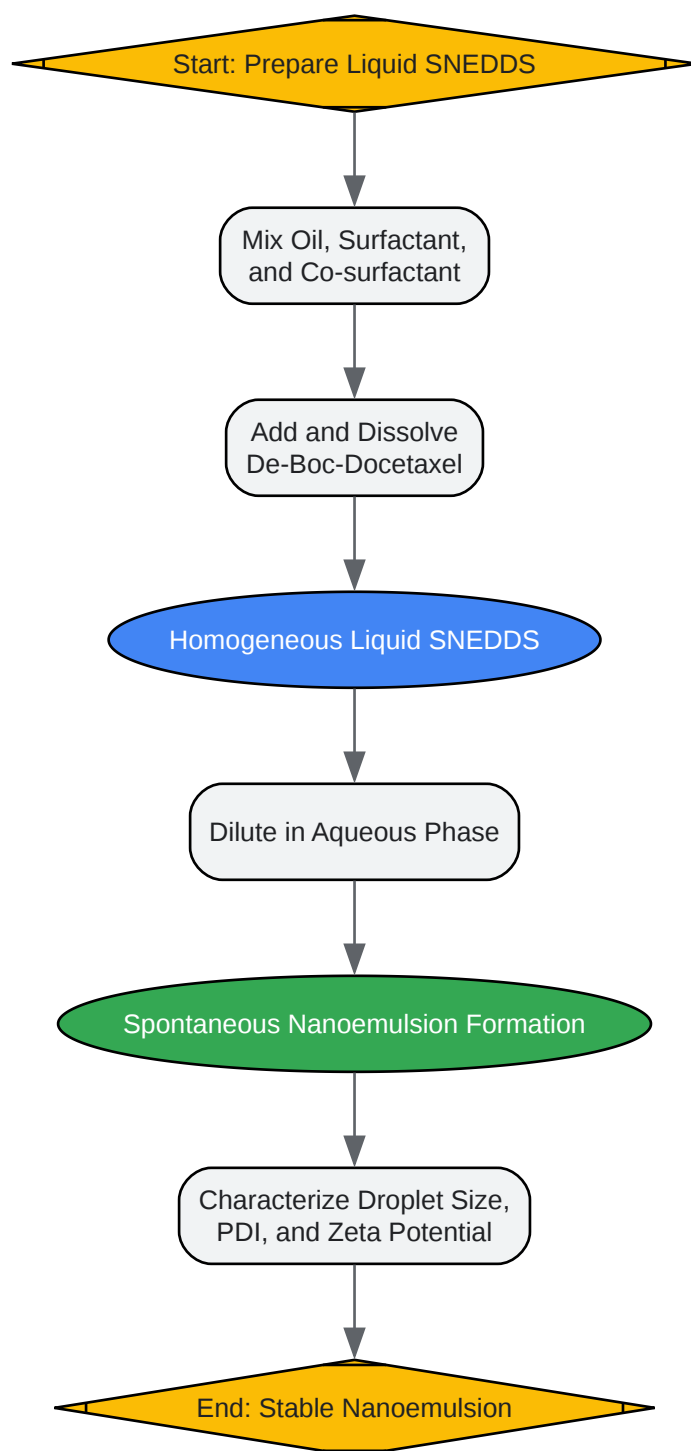 Start: Prepare Liquid SNEDDS
Mix Oil, Surfactant,
and Co-surfactant
Add and Dissolve
De-Boc-Docetaxel
Homogeneous Liquid SNEDDS
Dilute in Aqueous Phase
Spontaneous Nanoemulsion Formation
Characterize Droplet Size,
PDI, and Zeta Potential
End: Stable Nanoemulsion